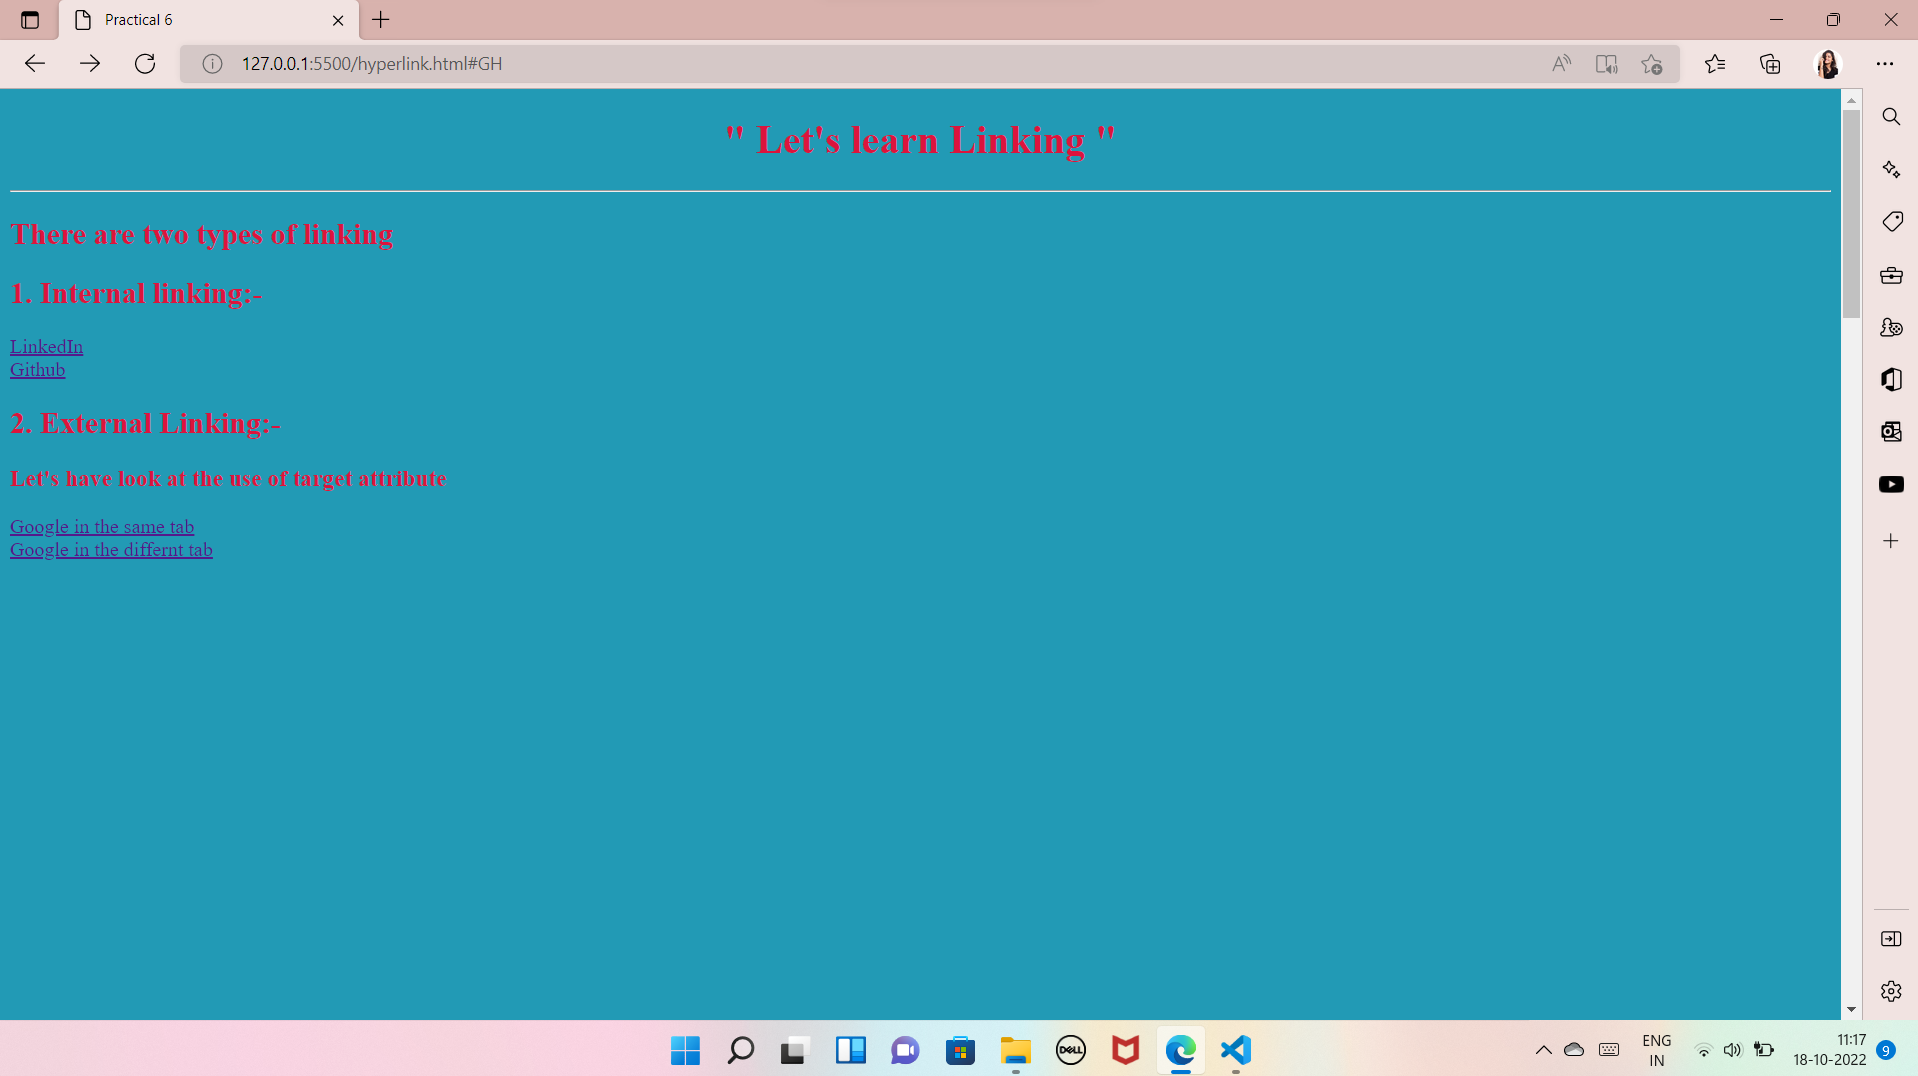 Practical 6
127.0.0.1:5500/hyperlink.html#GH
" Let's learn Linking "
There are two types of linking
1. Internal linking:-
LinkedIn
Github
2. External Linking:-
Let's have look at the use of target attribute
Google in the same tab
Google in the differnt tab
DELL
ENG
IN
11:17
18-10-2022
9